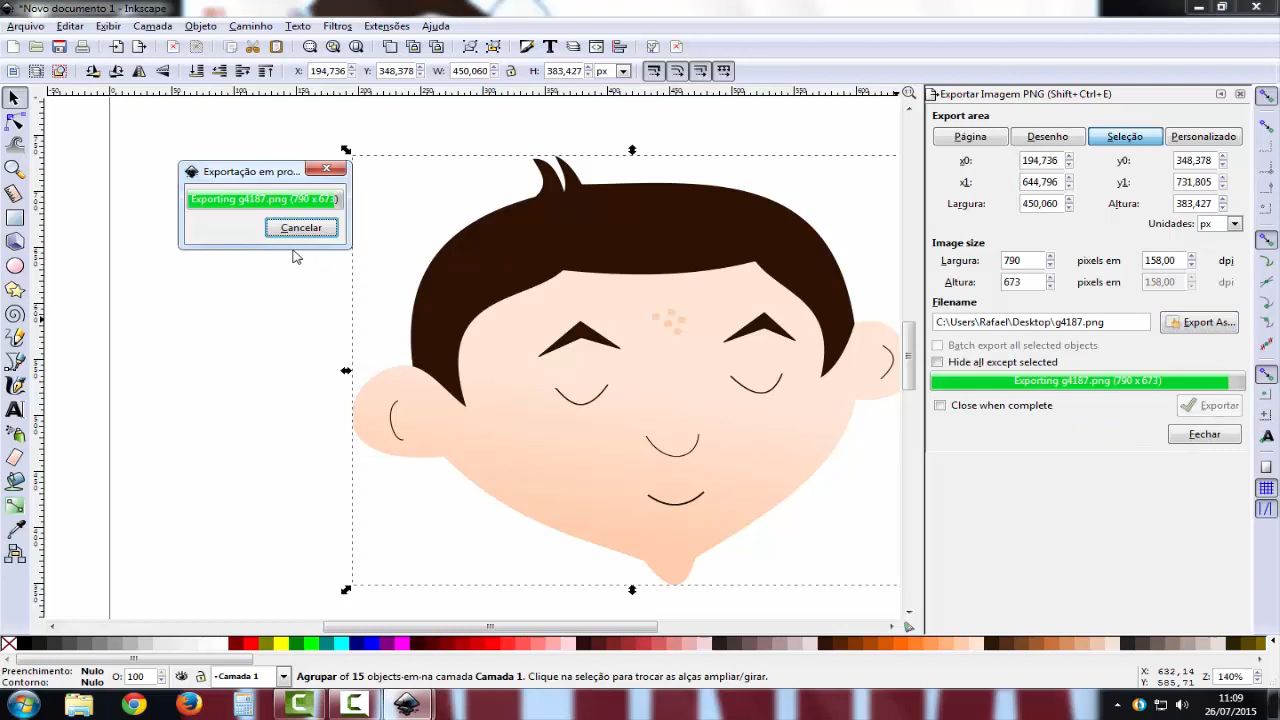 *Novo documento 1 - Inkscape
Arquivo Editar Exibir Camada Objeto Caminho Texto Filtros Extensões Ajuda
X: 194,736 Y: 348,378 W: 450,060 H: 383,427 px
Exportar Imagem PNG (Shift+Ctrl+E)
Export area
Página Desenho Seleção Personalizado
x0: 194,736 y0: 348,378
x1: 644,796 y1: 731,805
Largura: 450,060 Altura: 383,427
Unidades: px
Image size
Largura: 790 pixels em 158,00 dpi
Altura: 673 pixels em 158,00 dpi
Filename
C:\Users\Rafael\Desktop\g4187.png Export As...
Batch export all selected objects
Hide all except selected
Exporting g4187.png (790 x 673)
Close when complete Exportar
Fechar
Exportação em pro...
Exporting g4187.png (790 x 673)
Cancelar
Preenchimento: Nulo
Contorno: Nulo
O: 100
Camada 1
Agrupar of 15 objects em na camada Camada 1. Clique na seleção para trocar as alças ampliar/girar.
X: 632,14
Y: 585,71
Z: 140%
11:09
26/07/2015